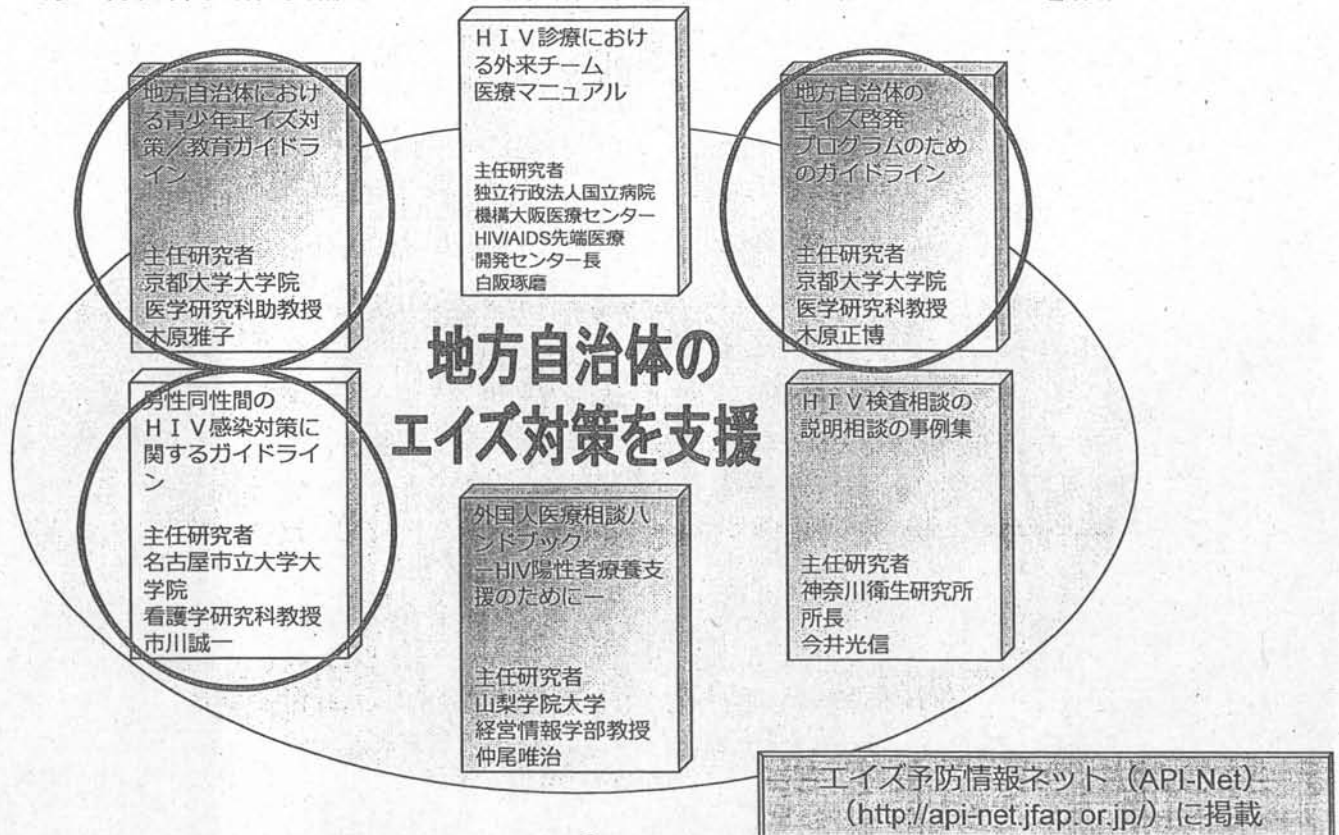 HIV診療におけ
る外来チーム
医療マニュアル
主任研究者
独立行政法人国立病院
機構大阪医療センター
HIV/AIDS先端医療
開発センター長
白阪琢磨
地方自治体におけ
る青少年エイズ対
策/教育ガイドラ
イン
主任研究者
京都大学大学院
医学研究科助教授
木原雅子
地方自治体の
エイズ啓発
プログラムのため
のガイドライン
主任研究者
京都大学大学院
医学研究科教授
木原正博
地方自治体の
エイズ対策を支援
男性同性間の
HIV感染対策に
関するガイドライ
ン
主任研究者
名古屋市立大学大
学院
看護学研究科教授
市川誠一
外国人医療相談ハ
ンドブック
ーHIV陽性者療養支
援のためにー
主任研究者
山梨学院大学
経営情報学部教授
仲尾唯治
HIV検査相談の
説明相談の事例集
主任研究者
神奈川衛生研究所
所長
今井光信
エイズ予防情報ネット(API-Net)
(http://api-net.jfap.or.jp/)に掲載